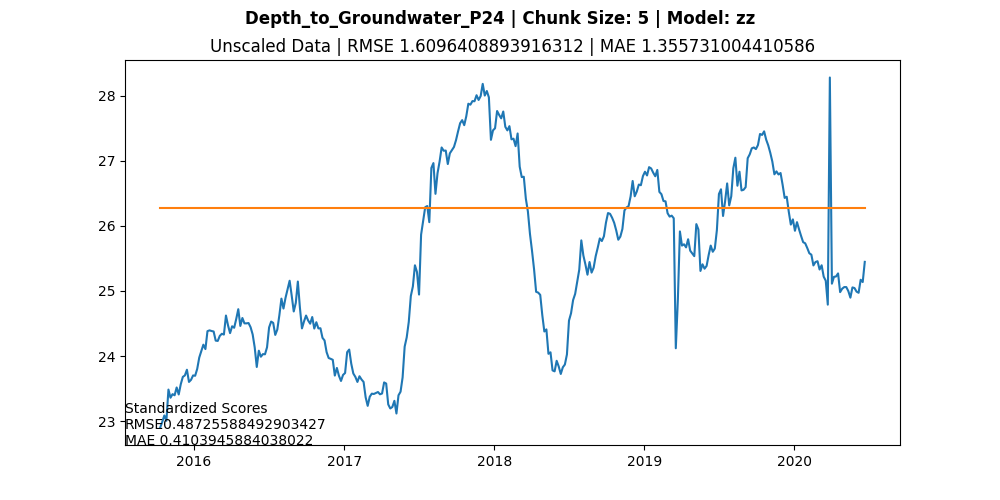 Depth_to_Groundwater_P24 | Chunk Size: 5 | Model: zz
Unscaled Data | RMSE 1.6096408893916312 | MAE 1.355731004410586
28
27
26
25
24
23
Standardized Scores
RMSE0.48725588492903427
MAE 0.4103945884038022
2016 2017 2018 2019 2020